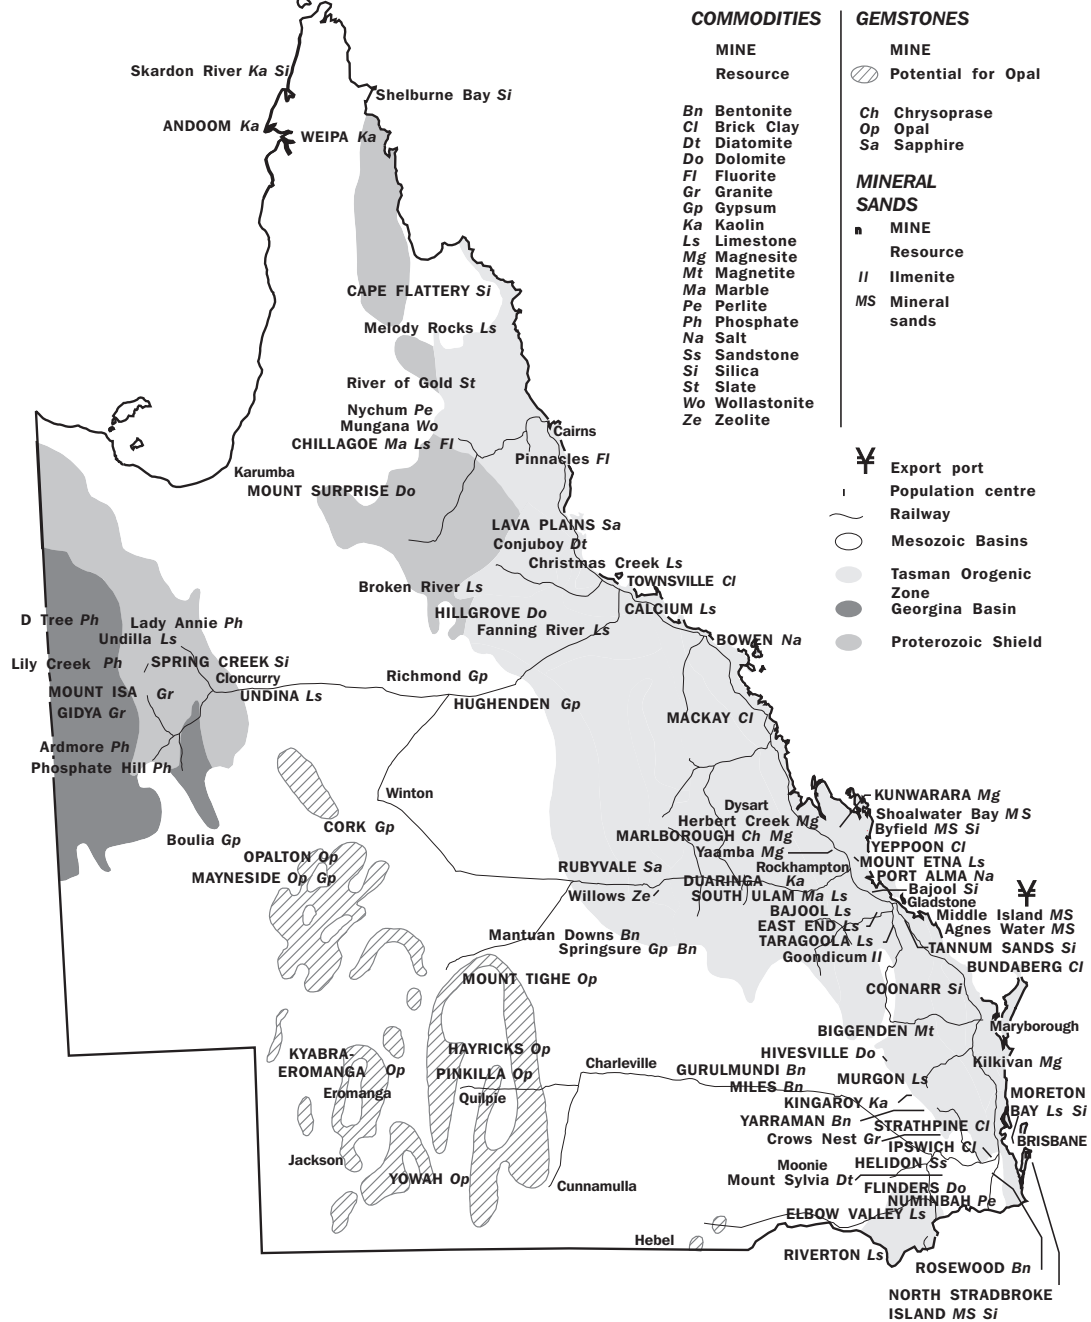 COMMODITIES
MINE
Resource
Bn Bentonite
Cl Brick Clay
Dt Diatomite
Do Dolomite
Fl Fluorite
Gr Granite
Gp Gypsum
Ka Kaolin
Ls Limestone
Mg Magnesite
Mt Magnetite
Ma Marble
Pe Perlite
Ph Phosphate
Na Salt
Ss Sandstone
Si Silica
St Slate
Wo Wollastonite
Ze Zeolite
GEMSTONES
MINE
Potential for Opal
Ch Chrysoprase
Op Opal
Sa Sapphire
MINERAL
SANDS
n MINE
Resource
Il Ilmenite
MS Mineral
sands
¥ Export port
Population centre
Railway
Mesozoic Basins
Tasman Orogenic
Zone
Georgina Basin
Proterozoic Shield
Skardon River Ka Si
Shelburne Bay Si
ANDOOM Ka
WEIPA Ka
CAPE FLATTERY Si
Melody Rocks Ls
River of Gold St
Nychum Pe
Mungana Wo
CHILLAGOE Ma Ls Fl
Cairns
Pinnacles Fl
Karumba
MOUNT SURPRISE Do
LAVA PLAINS Sa
Conjuboy Dt
Christmas Creek Ls
TOWNSVILLE Cl
Broken River Ls
CALCIUM Ls
HILLGROVE Do
Fanning River Ls
BOWEN Na
D Tree Ph
Lady Annie Ph
Undilla Ls
Lily Creek Ph
SPRING CREEK Si
Cloncurry
MOUNT ISA Gr
UNDINA Ls
Richmond Gp
HUGHENDEN Gp
GIDYA Gr
MACKAY Cl
Ardmore Ph
Phosphate Hill Ph
Winton
CORK Gp
Boulia Gp
OPALTON Op
MAYNESIDE Op Gp
Dysart
KUNWARARA Mg
Shoalwater Bay MS
Herbert Creek Mg
Byfield MS Si
MARLBOROUGH Ch Mg
YEPPOON Cl
Yaamba Mg
MOUNT ETNA Ls
RUBYVALE Sa
Rockhampton
PORT ALMA Na
DUARINGA Ka
Bajool Si
Willows Ze
SOUTH ULAM Ma Ls
Gladstone
¥
BAJOOL Ls
Middle Island MS
EAST END Ls
Agnes Water MS
Mantuan Downs Bn
TARAGOOLA Ls
TANNUM SANDS Si
Springsure Gp Bn
Goondicum Il
BUNDABERG Cl
MOUNT TIGHE Op
COONARR Si
BIGGENDEN Mt
Maryborough
HAYRICKS Op
HIVESVILLE Do
KYABRA-
EROMANGA Op
Charleville
GURULMUNDI Bn
Kilkivan Mg
PINKILLA Op
MURGON Ls
Eromanga
Quilpie
MILES Bn
MORETON
BAY Ls Si
KINGAROY Ka
YARRAMAN Bn
STRATHPINE Cl
Crows Nest Gr
IPSWICH Cl
BRISBANE
Jackson
Moonie
HELIDON Ss
YOWAH Op
Cunnamulla
Mount Sylvia Dt
FLINDERS Do
NUMINBAH Pe
ELBOW VALLEY Ls
Hebel
RIVERTON Ls
ROSEWOOD Bn
NORTH STRADBROKE
ISLAND MS Si